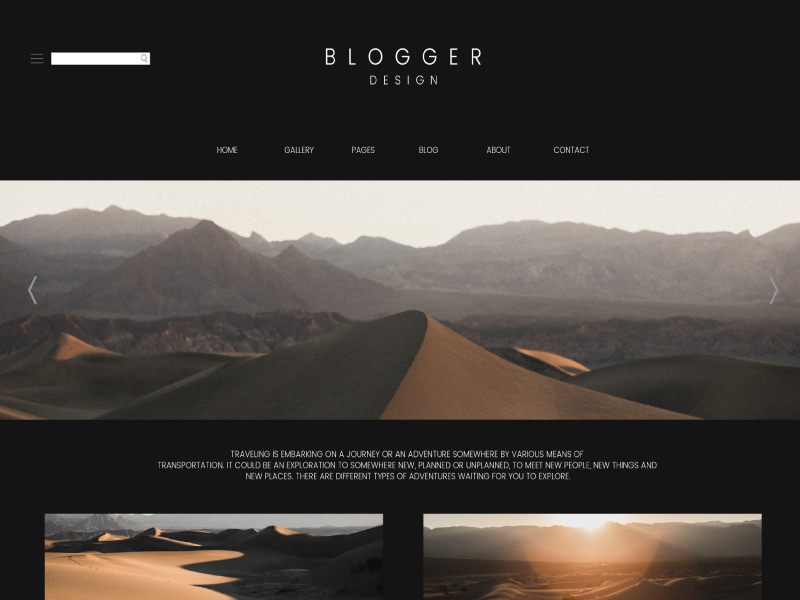 BLOGGER
DESIGN
HOME GALLERY PAGES BLOG ABOUT CONTACT
TRAVELING IS EMBARKING ON A JOURNEY OR AN ADVENTURE SOMEWHERE BY VARIOUS MEANS OF
TRANSPORTATION. IT COULD BE AN EXPLORATION TO SOMEWHERE NEW, PLANNED OR UNPLANNED, TO MEET NEW PEOPLE, NEW THINGS AND
NEW PLACES. THERE ARE DIFFERENT TYPES OF ADVENTURES WAITING FOR YOU TO EXPLORE.